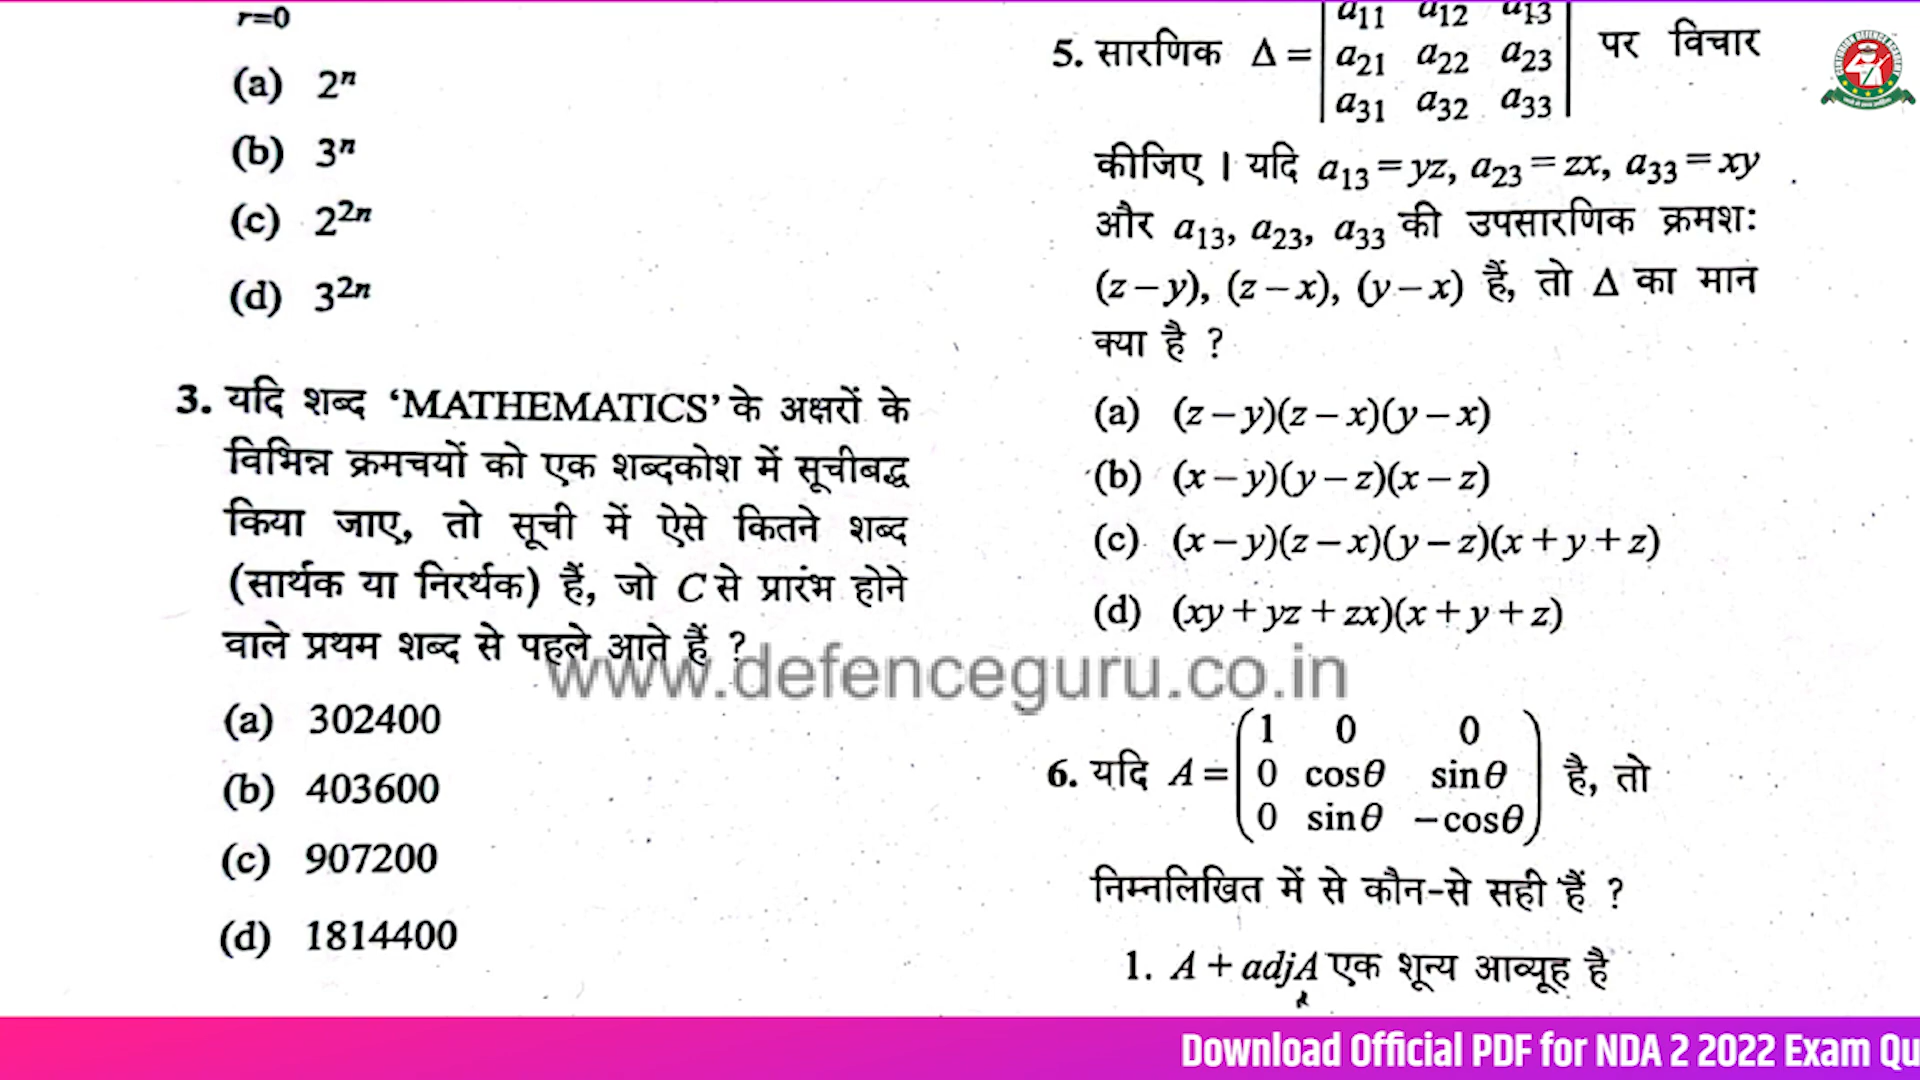 r=0
(a) 2ⁿ
(b) 3ⁿ
(c) 2²ⁿ
(d) 3²ⁿ
3. यदि शब्द ‘MATHEMATICS’ के अक्षरों के
विभिन्न क्रमचयों को एक शब्दकोश में सूचीबद्ध
किया जाए, तो सूची में ऐसे कितने शब्द
(सार्थक या निरर्थक) हैं, जो C से प्रारंभ होने
वाले प्रथम शब्द से पहले आते हैं ?
(a) 302400
(b) 403600
(c) 907200
(d) 1814400
a₁₁ a₁₂ a₁₃
5. सारणिक Δ = a₂₁ a₂₂ a₂₃ पर विचार
a₃₁ a₃₂ a₃₃
कीजिए । यदि a₁₃ = yz, a₂₃ = zx, a₃₃ = xy
और a₁₃, a₂₃, a₃₃ की उपसारणिक क्रमशः
(z − y), (z − x), (y − x) हैं, तो Δ का मान
क्या है ?
(a) (z − y)(z − x)(y − x)
(b) (x − y)(y − z)(x − z)
(c) (x − y)(z − x)(y − z)(x + y + z)
(d) (xy + yz + zx)(x + y + z)
www.defenceguru.co.in
1 0 0
6. यदि A = 0 cosθ sinθ है, तो
0 sinθ −cosθ
निम्नलिखित में से कौन-से सही हैं ?
1. A + adjA एक शून्य आव्यूह है
Download Official PDF for NDA 2 2022 Exam Qu